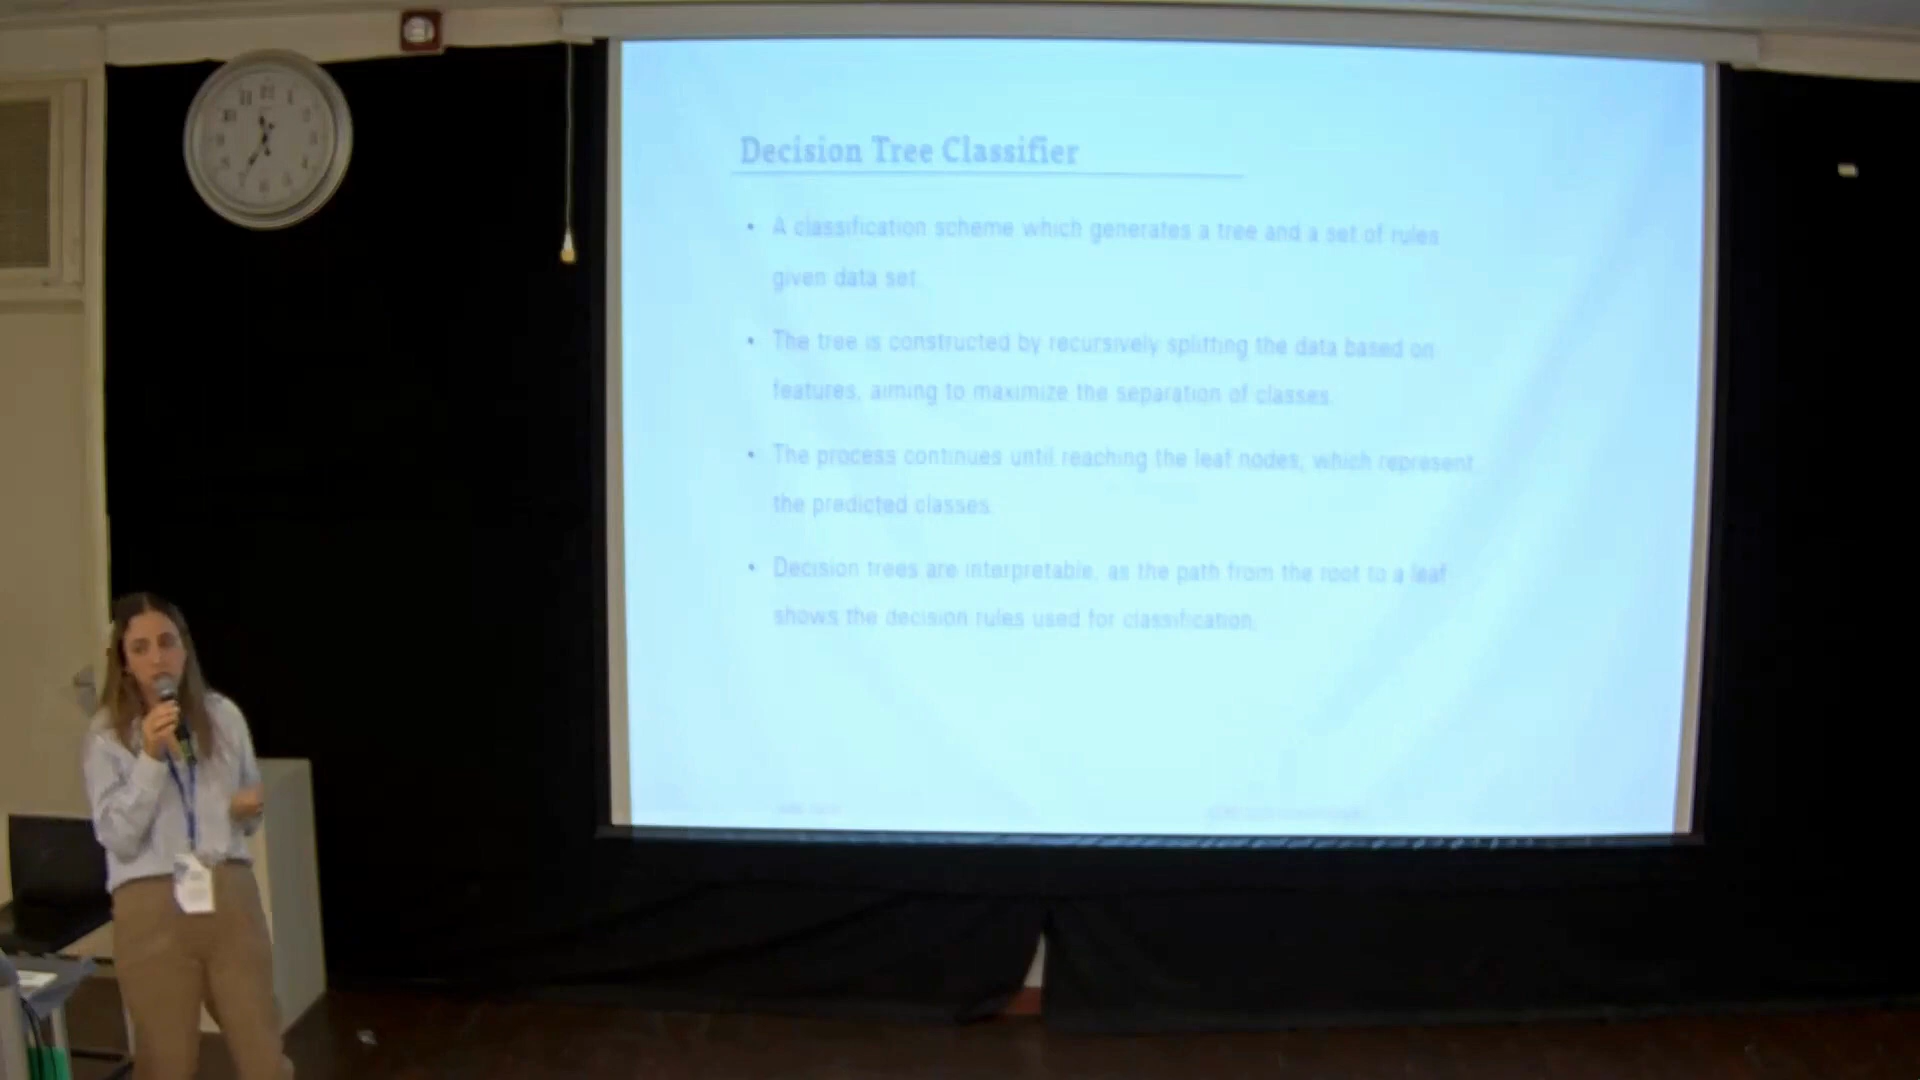 Decision Tree Classifier
• A classification scheme which generates a tree and a set of rules
given data set.
• The tree is constructed by recursively splitting the data based on
features, aiming to maximize the separation of classes.
• The process continues until reaching the leaf nodes, which represent
the predicted classes.
• Decision trees are interpretable, as the path from the root to a leaf
shows the decision rules used for classification.